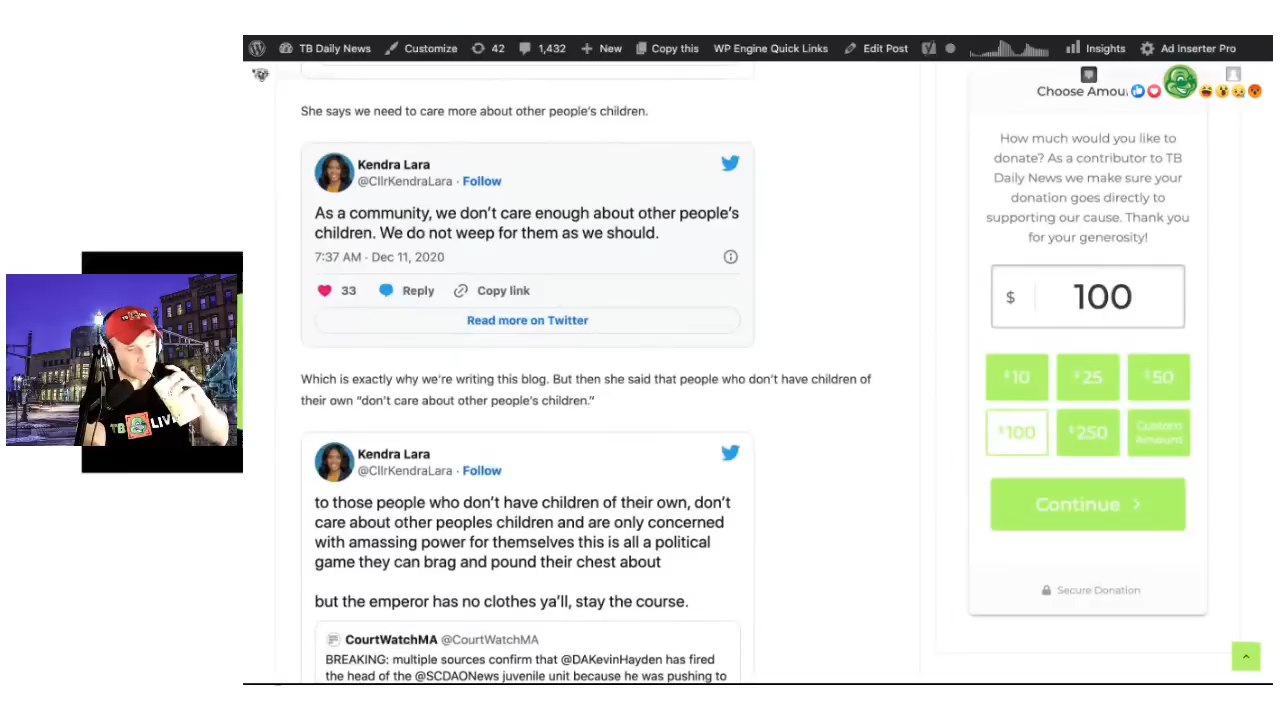 TB Daily News Customize 42 1,432 New Copy this WP Engine Quick Links Edit Post Insights Ad Inserter Pro
She says we need to care more about other people's children.
Kendra Lara
@CllrKendraLara · Follow
As a community, we don't care enough about other people's
children. We do not weep for them as we should.
7:37 AM · Dec 11, 2020
33 Reply Copy link
Read more on Twitter
Which is exactly why we're writing this blog. But then she said that people who don't have children of
their own “don't care about other people's children.”
Kendra Lara
@CllrKendraLara · Follow
to those people who don't have children of their own, don't
care about other peoples children and are only concerned
with amassing power for themselves this is all a political
game they can brag and pound their chest about
but the emperor has no clothes ya'll, stay the course.
CourtWatchMA @CourtWatchMA
BREAKING: multiple sources confirm that @DAKevinHayden has fired
the head of the @SCDAONews juvenile unit because he was pushing to
Choose Amou
How much would you like to
donate? As a contributor to TB
Daily News we make sure your
donation goes directly to
supporting our cause. Thank you
for your generosity!
$ 100
$10 $25 $50
$100 $250 Custom
Amount
Continue >
Secure Donation
TB LIVE